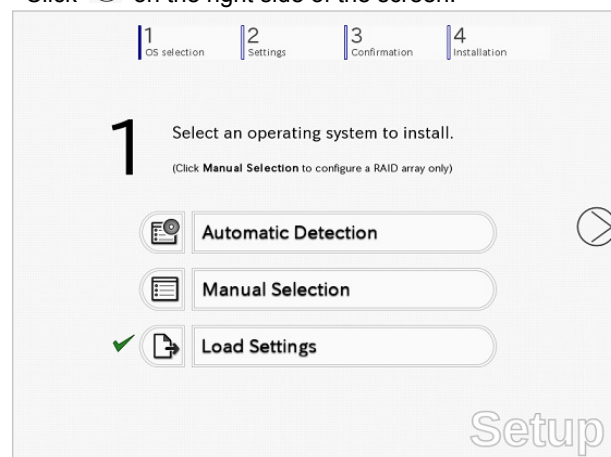 Click on the right side of the screen.
1 2 3 4
OS selection Settings Confirmation Installation
1 Select an operating system to install.
(Click Manual Selection to configure a RAID array only)
Automatic Detection
Manual Selection
Load Settings
Setup